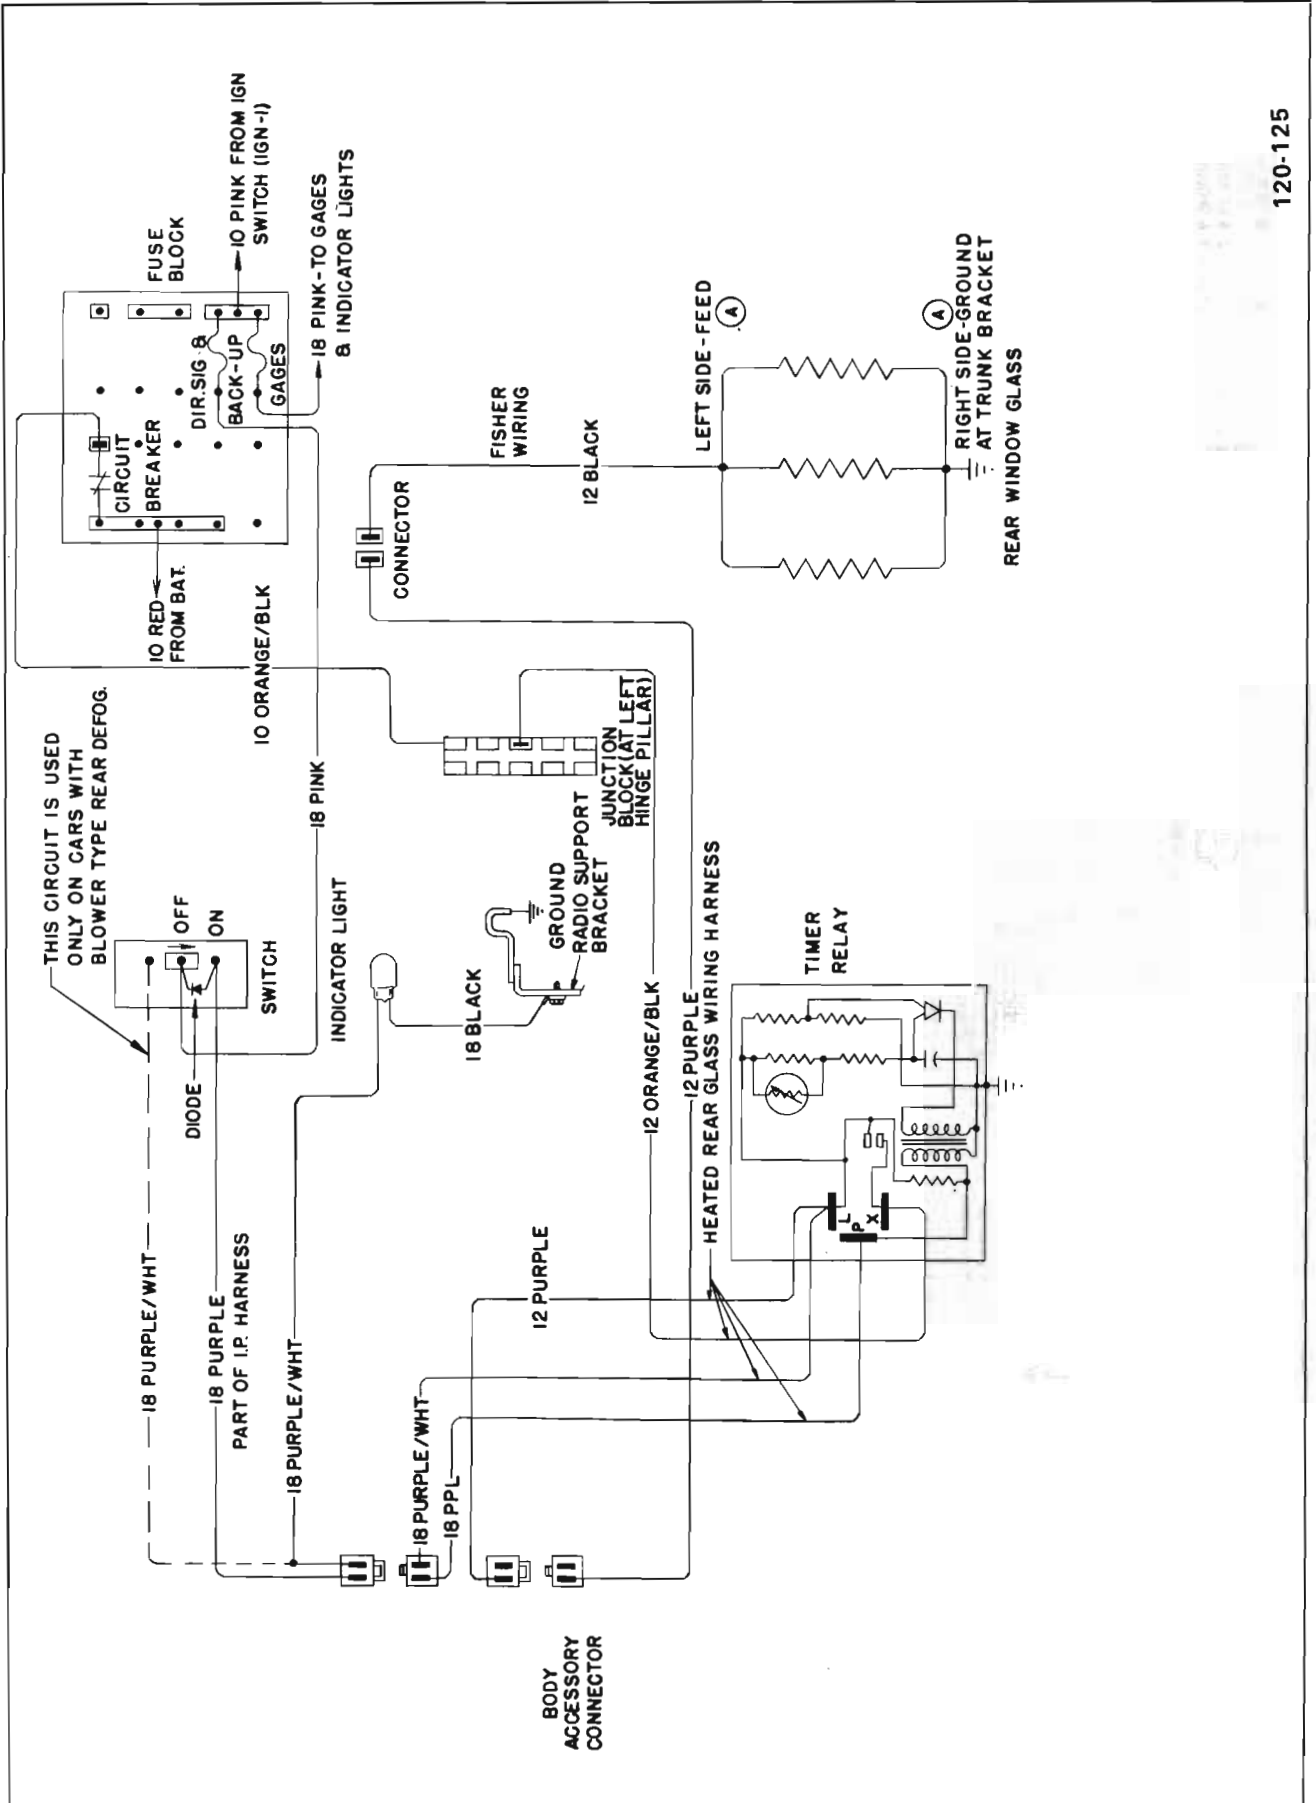 THIS CIRCUIT IS USED
ONLY ON CARS WITH
BLOWER TYPE REAR DEFOG.
FUSE
BLOCK
10 PINK FROM IGN
SWITCH (IGN-1)
18 PINK-TO GAGES
& INDICATOR LIGHTS
DIR.SIG &
BACK-UP
GAGES
CIRCUIT
BREAKER
10 RED
FROM BAT.
10 ORANGE/BLK
18 PINK
OFF
ON
SWITCH
DIODE
18 PURPLE/WHT
18 PURPLE
PART OF I.P. HARNESS
18 PURPLE/WHT
INDICATOR LIGHT
18 BLACK
GROUND
RADIO SUPPORT
BRACKET
JUNCTION
BLOCK(AT LEFT
HINGE PILLAR)
CONNECTOR
FISHER
WIRING
12 BLACK
LEFT SIDE-FEED
A
A
RIGHT SIDE-GROUND
AT TRUNK BRACKET
REAR WINDOW GLASS
18 PURPLE/WHT
18 PPL
12 PURPLE
12 ORANGE/BLK
12 PURPLE
HEATED REAR GLASS WIRING HARNESS
TIMER
RELAY
L
P
X
BODY
ACCESSORY
CONNECTOR
120-125